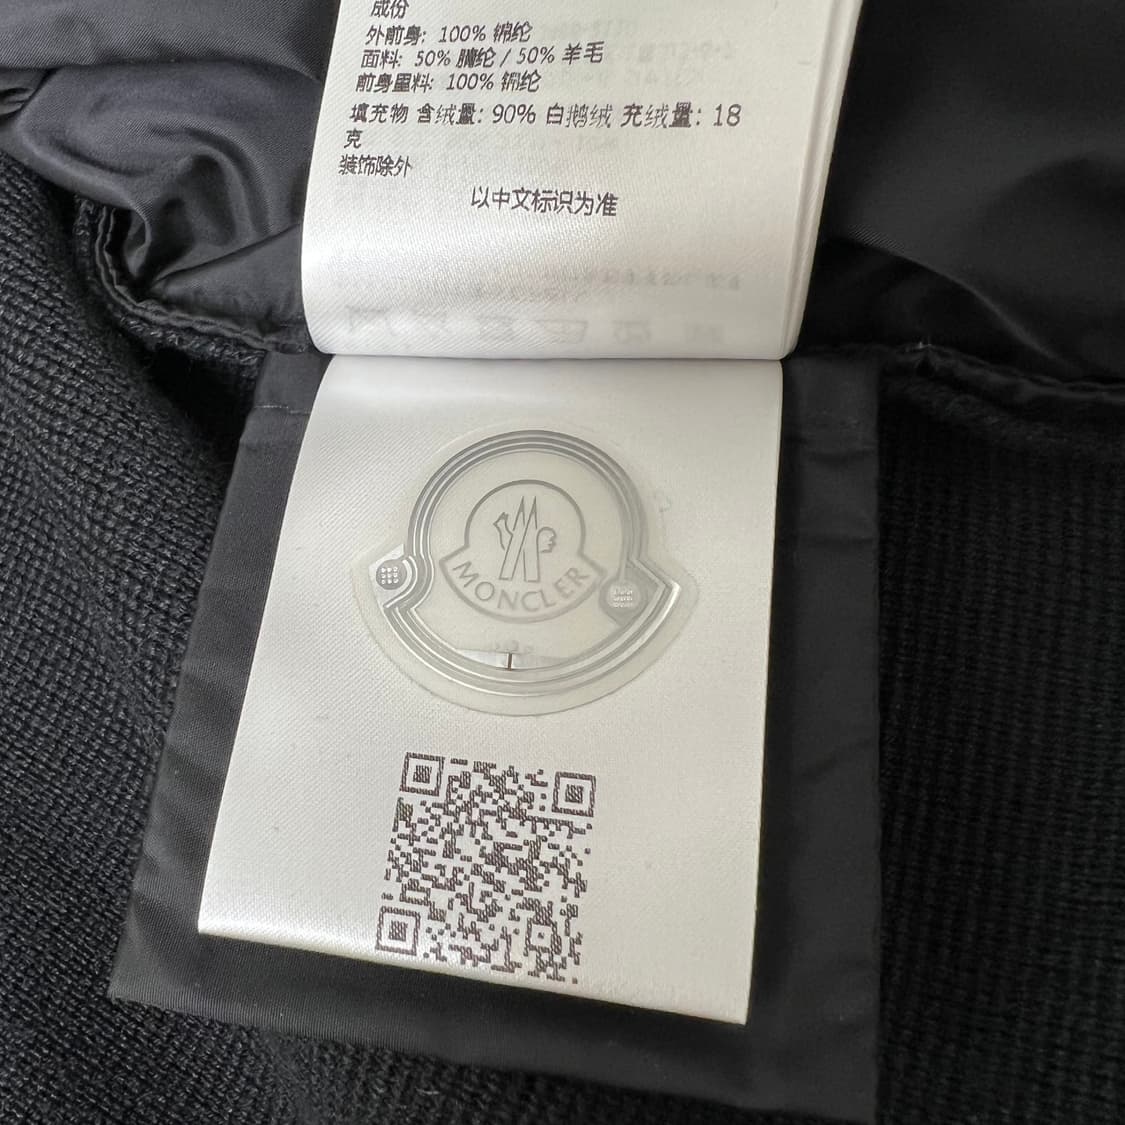 成份
外前身: 100% 锦纶
面料: 50% 腈纶 / 50% 羊毛
前身里料: 100% 锦纶
填充物 含绒量: 90% 白鹅绒 充绒量: 18
克
装饰除外
以中文标识为准
MONCLER